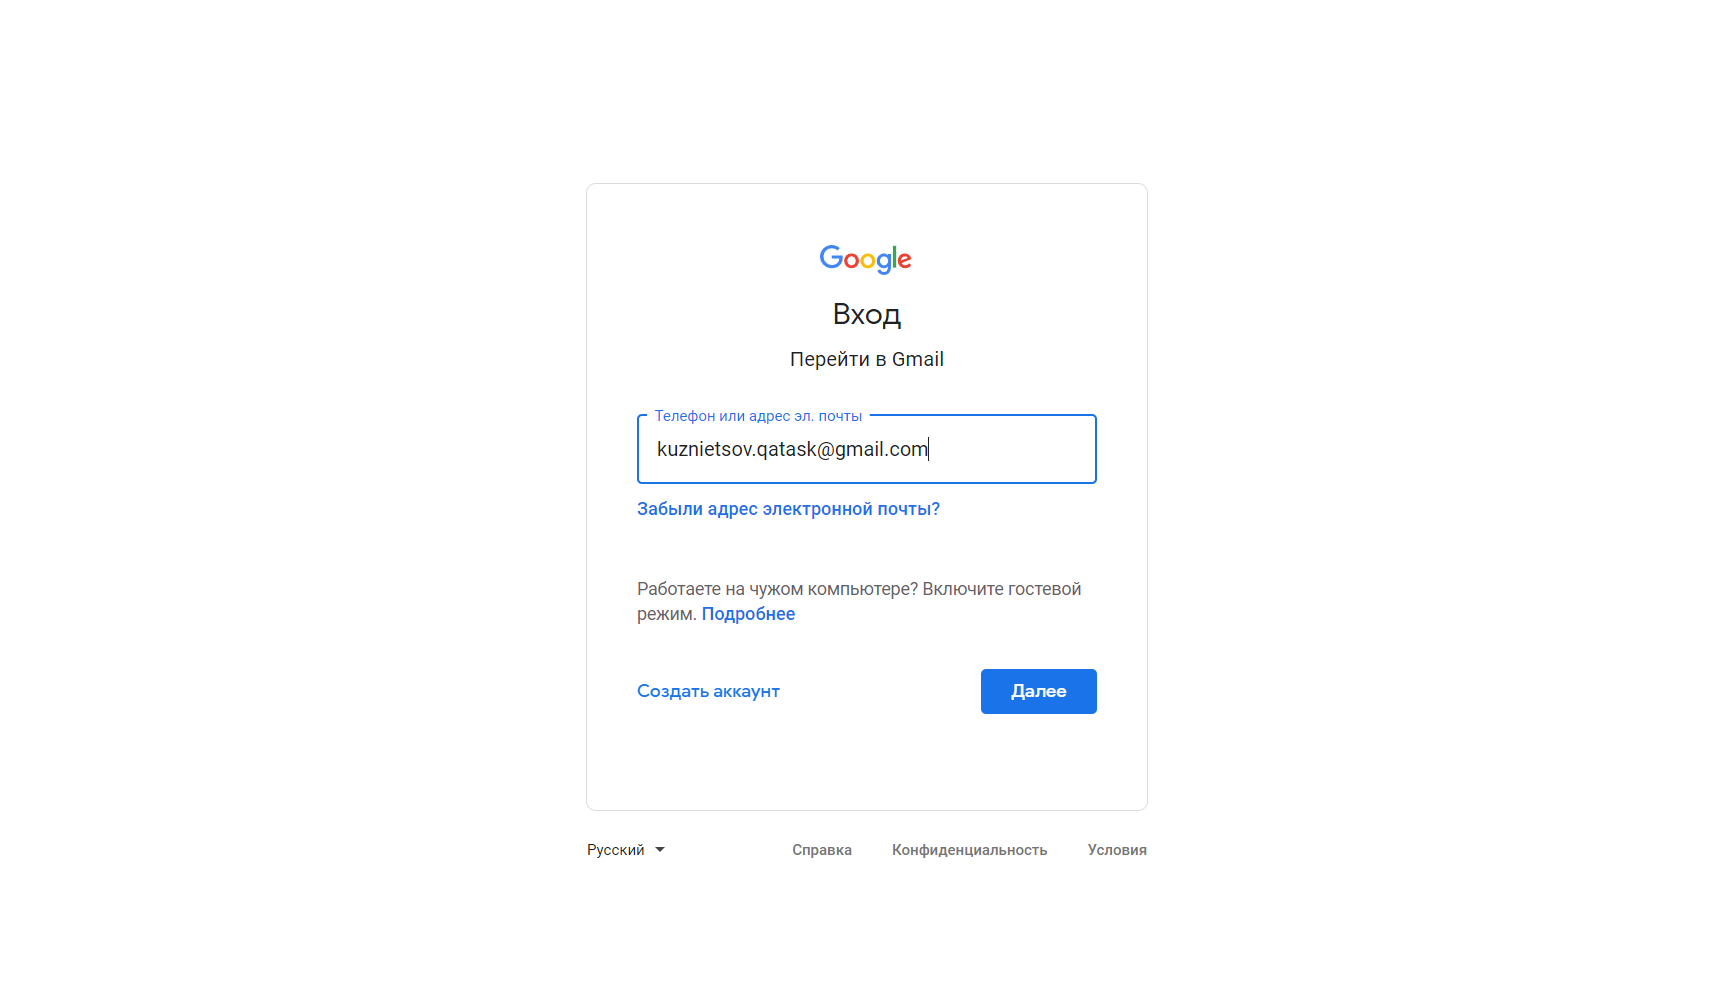 Google
Вход
Перейти в Gmail
Телефон или адрес эл. почты
kuznietsov.qatask@gmail.com
Забыли адрес электронной почты?
Работаете на чужом компьютере? Включите гостевой
режим. Подробнее
Создать аккаунт
Далее
Русский
Справка
Конфиденциальность
Условия